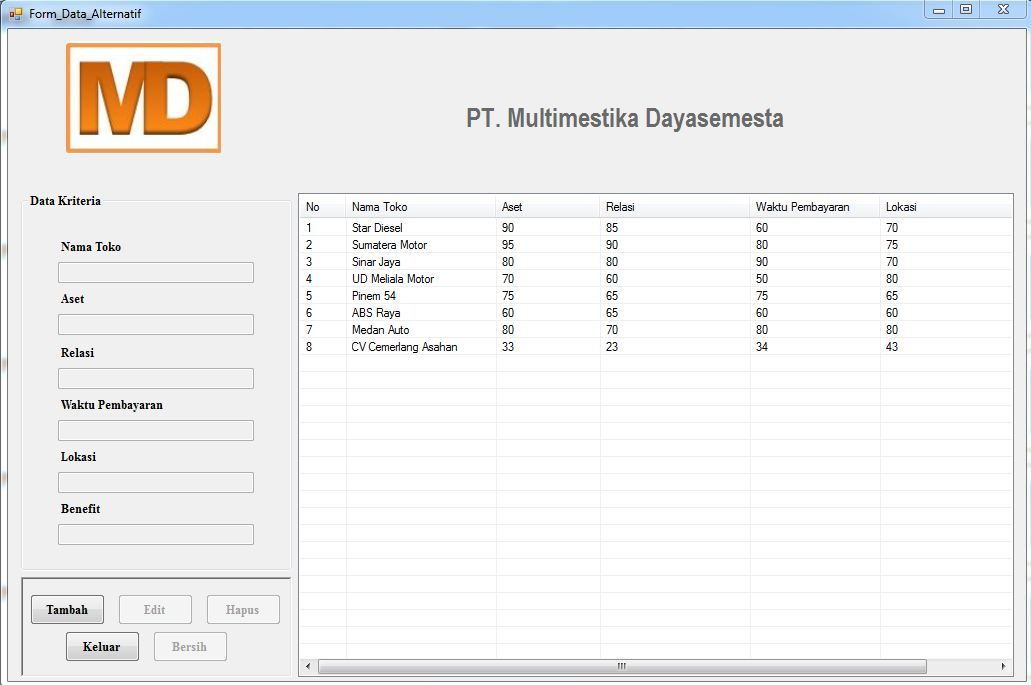 Form_Data_Alternatif
MD
PT. Multimestika Dayasemesta
Data Kriteria
Nama Toko
Aset
Relasi
Waktu Pembayaran
Lokasi
Benefit
Tambah Edit Hapus
Keluar Bersih
No Nama Toko Aset Relasi Waktu Pembayaran Lokasi
1 Star Diesel 90 85 60 70
2 Sumatera Motor 95 90 80 75
3 Sinar Jaya 80 80 90 70
4 UD Meliala Motor 70 60 50 80
5 Pinem 54 75 65 75 65
6 ABS Raya 60 65 60 60
7 Medan Auto 80 70 80 80
8 CV Cemerlang Asahan 33 23 34 43